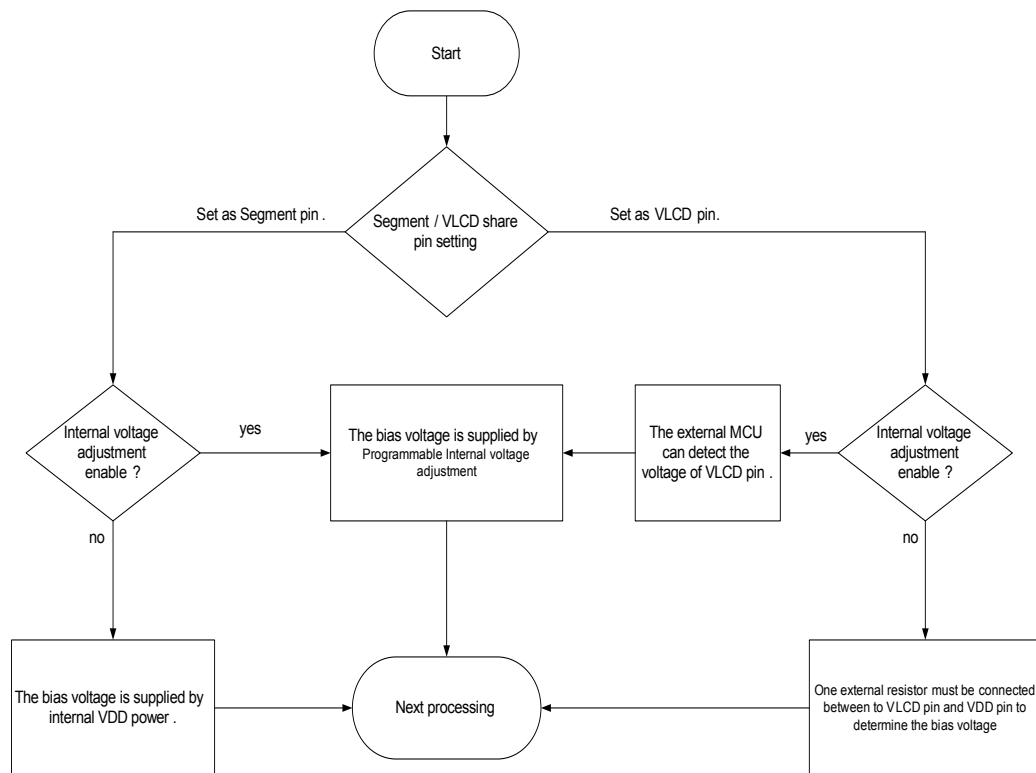 Start
Set as Segment pin .
Segment / VLCD share
pin setting
Set as VLCD pin.
Internal voltage
adjustment
enable ?
yes
The bias voltage is supplied by
Programmable Internal voltage
adjustment
The external MCU
can detect the
voltage of VLCD pin .
yes
Internal voltage
adjustment
enable ?
no
no
The bias voltage is supplied by
internal VDD power .
Next processing
One external resistor must be connected
between to VLCD pin and VDD pin to
determine the bias voltage